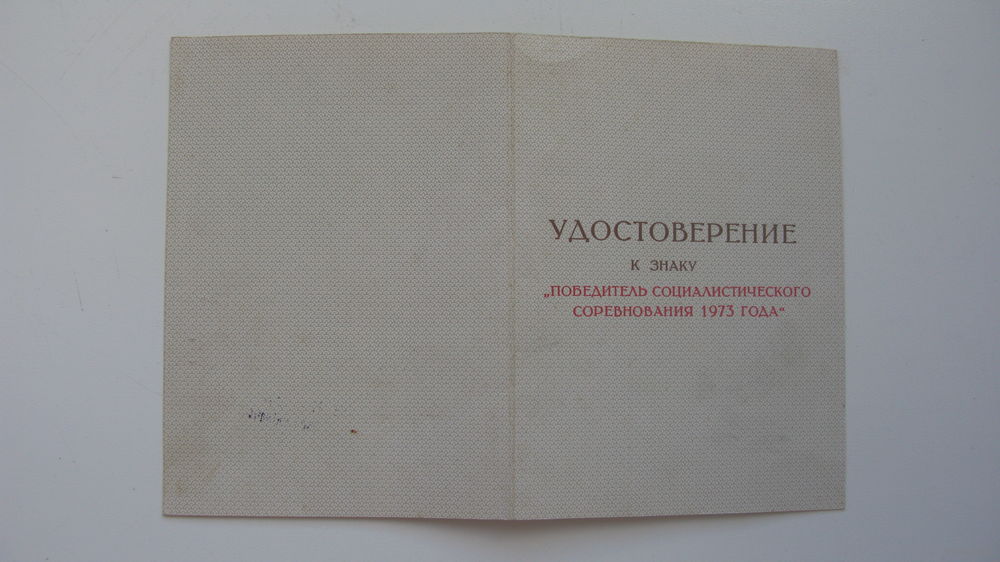 УДОСТОВЕРЕНИЕ
К ЗНАКУ
„ПОБЕДИТЕЛЬ СОЦИАЛИСТИЧЕСКОГО
СОРЕВНОВАНИЯ 1973 ГОДА“